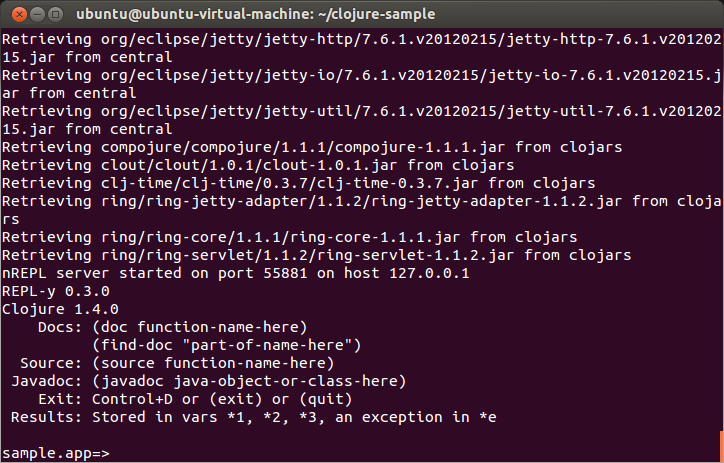 ubuntu@ubuntu-virtual-machine: ~/clojure-sample
Retrieving org/eclipse/jetty/jetty-http/7.6.1.v20120215/jetty-http-7.6.1.v201202
15.jar from central
Retrieving org/eclipse/jetty/jetty-io/7.6.1.v20120215/jetty-io-7.6.1.v20120215.j
ar from central
Retrieving org/eclipse/jetty/jetty-util/7.6.1.v20120215/jetty-util-7.6.1.v201202
15.jar from central
Retrieving compojure/compojure/1.1.1/compojure-1.1.1.jar from clojars
Retrieving clout/clout/1.0.1/clout-1.0.1.jar from clojars
Retrieving clj-time/clj-time/0.3.7/clj-time-0.3.7.jar from clojars
Retrieving ring/ring-jetty-adapter/1.1.2/ring-jetty-adapter-1.1.2.jar from cloja
rs
Retrieving ring/ring-core/1.1.1/ring-core-1.1.1.jar from clojars
Retrieving ring/ring-servlet/1.1.2/ring-servlet-1.1.2.jar from clojars
nREPL server started on port 55881 on host 127.0.0.1
REPL-y 0.3.0
Clojure 1.4.0
    Docs: (doc function-name-here)
          (find-doc "part-of-name-here")
  Source: (source function-name-here)
 Javadoc: (javadoc java-object-or-class-here)
    Exit: Control+D or (exit) or (quit)
 Results: Stored in vars *1, *2, *3, an exception in *e
sample.app=>